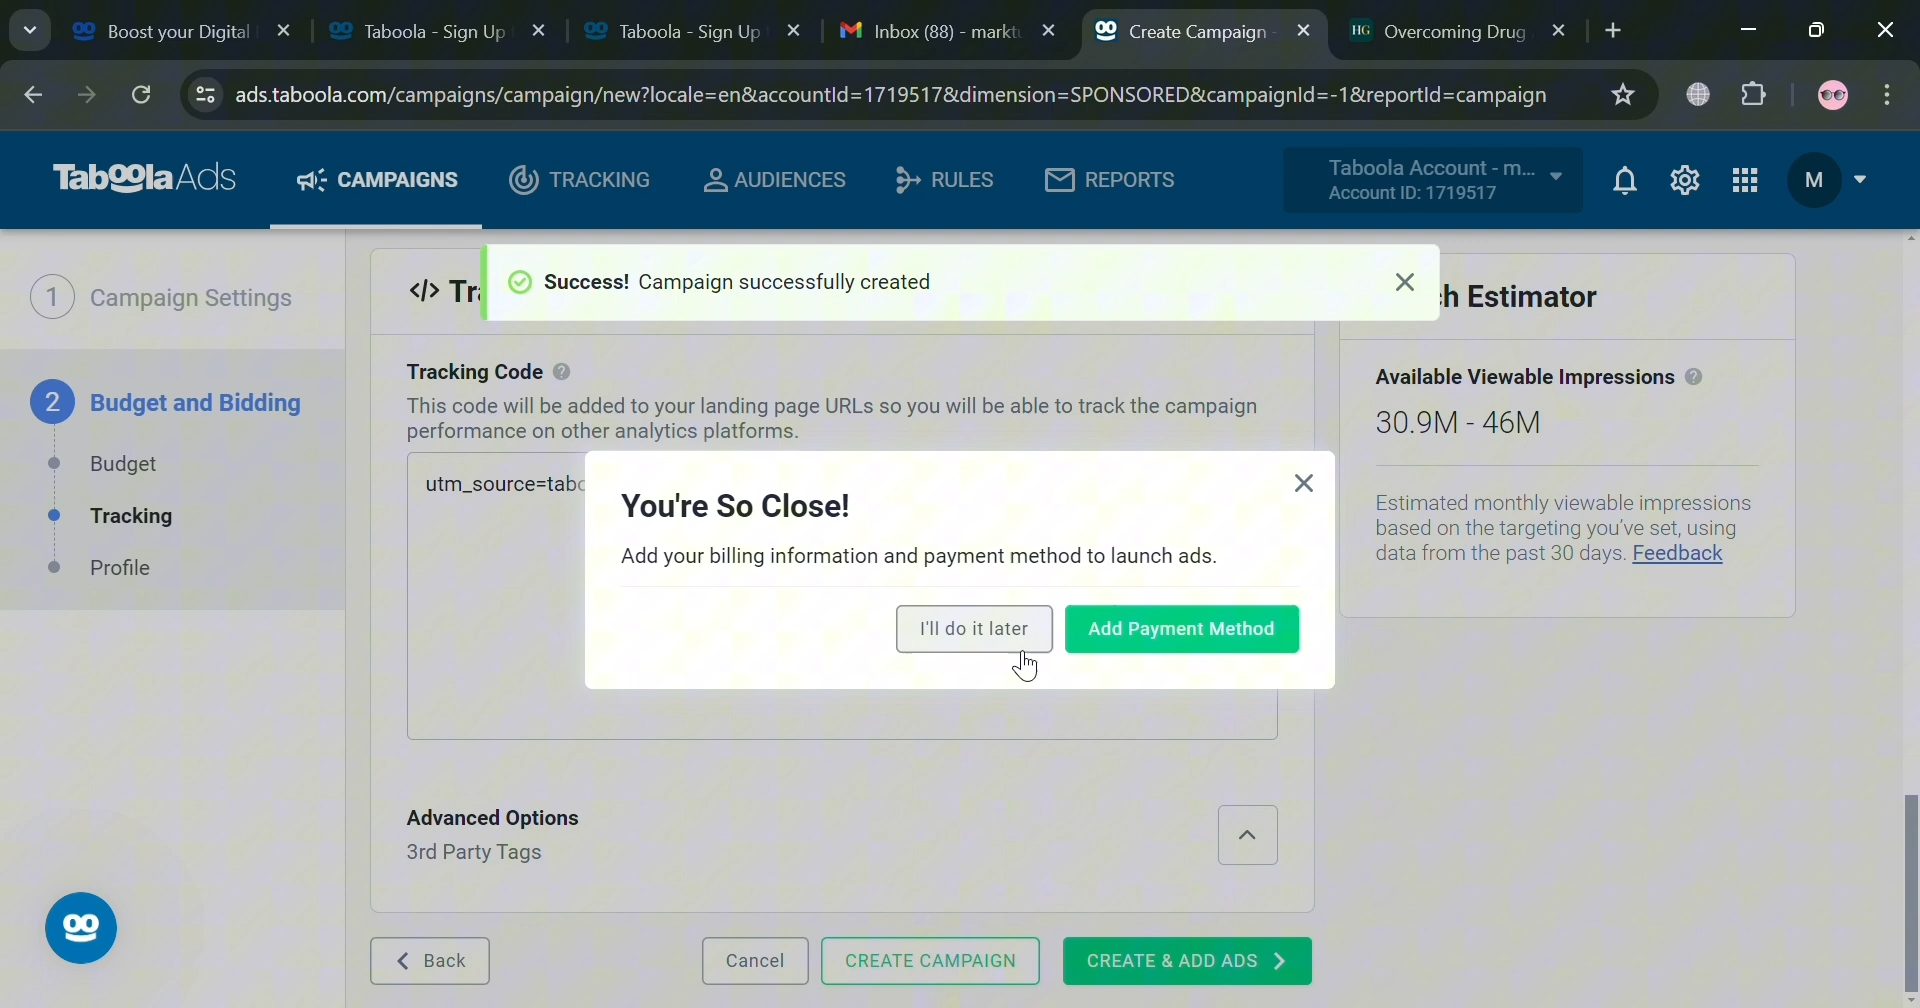 Boost your Digital
Taboola - Sign Up
Taboola - Sign Up
Inbox (88) - markt
Create Campaign -
HG Overcoming Drug
ads.taboola.com/campaigns/campaign/new?locale=en&accountId=1719517&dimension=SPONSORED&campaignId=-1&reportId=campaign
Taboola Ads
CAMPAIGNS
TRACKING
AUDIENCES
RULES
REPORTS
Taboola Account - m...
Account ID: 1719517
M
1 Campaign Settings
2 Budget and Bidding
Budget
Tracking
Profile
</> Tra
Success! Campaign successfully created
h Estimator
Tracking Code ?
This code will be added to your landing page URLs so you will be able to track the campaign
performance on other analytics platforms.
utm_source=tabo
Available Viewable Impressions ?
30.9M - 46M
Estimated monthly viewable impressions
based on the targeting you've set, using
data from the past 30 days. Feedback
You're So Close!
Add your billing information and payment method to launch ads.
I'll do it later
Add Payment Method
Advanced Options
3rd Party Tags
Back
Cancel
CREATE CAMPAIGN
CREATE & ADD ADS